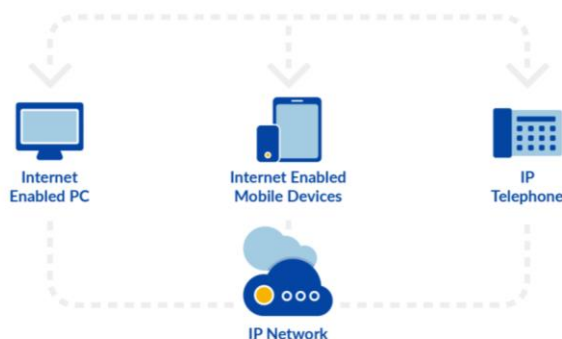 Internet
Enabled PC
Internet Enabled
Mobile Devices
IP
Telephone
IP Network